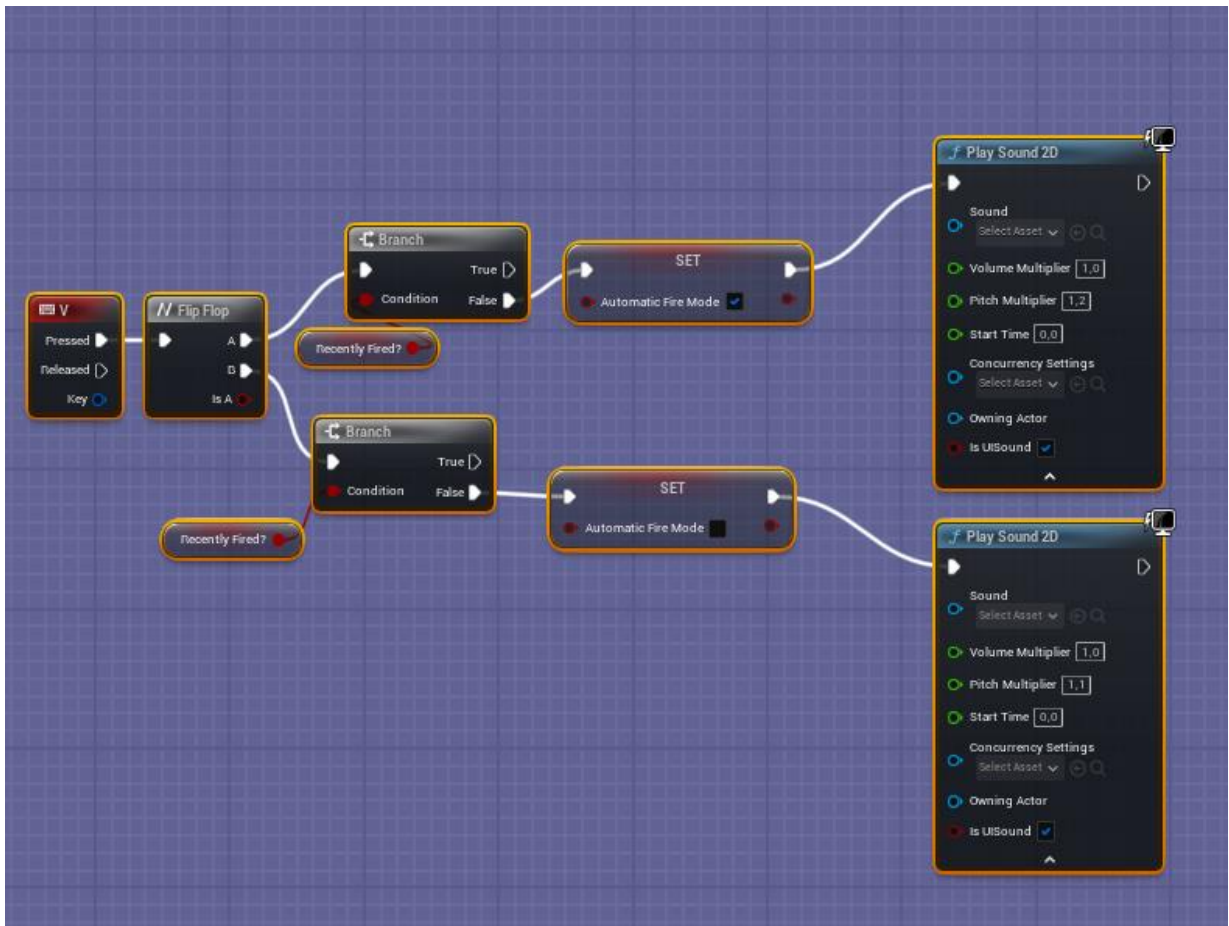 V
Pressed
Released
Key
Flip Flop
A
B
Is A
Branch
True
Condition
False
Recently Fired?
SET
Automatic Fire Mode
Play Sound 2D
Sound
Select Asset
Volume Multiplier 1,0
Pitch Multiplier 1,2
Start Time 0,0
Concurrency Settings
Select Asset
Owning Actor
Is UISound
Branch
True
Condition
False
Recently Fired?
SET
Automatic Fire Mode
Play Sound 2D
Sound
Select Asset
Volume Multiplier 1,0
Pitch Multiplier 1,1
Start Time 0,0
Concurrency Settings
Select Asset
Owning Actor
Is UISound